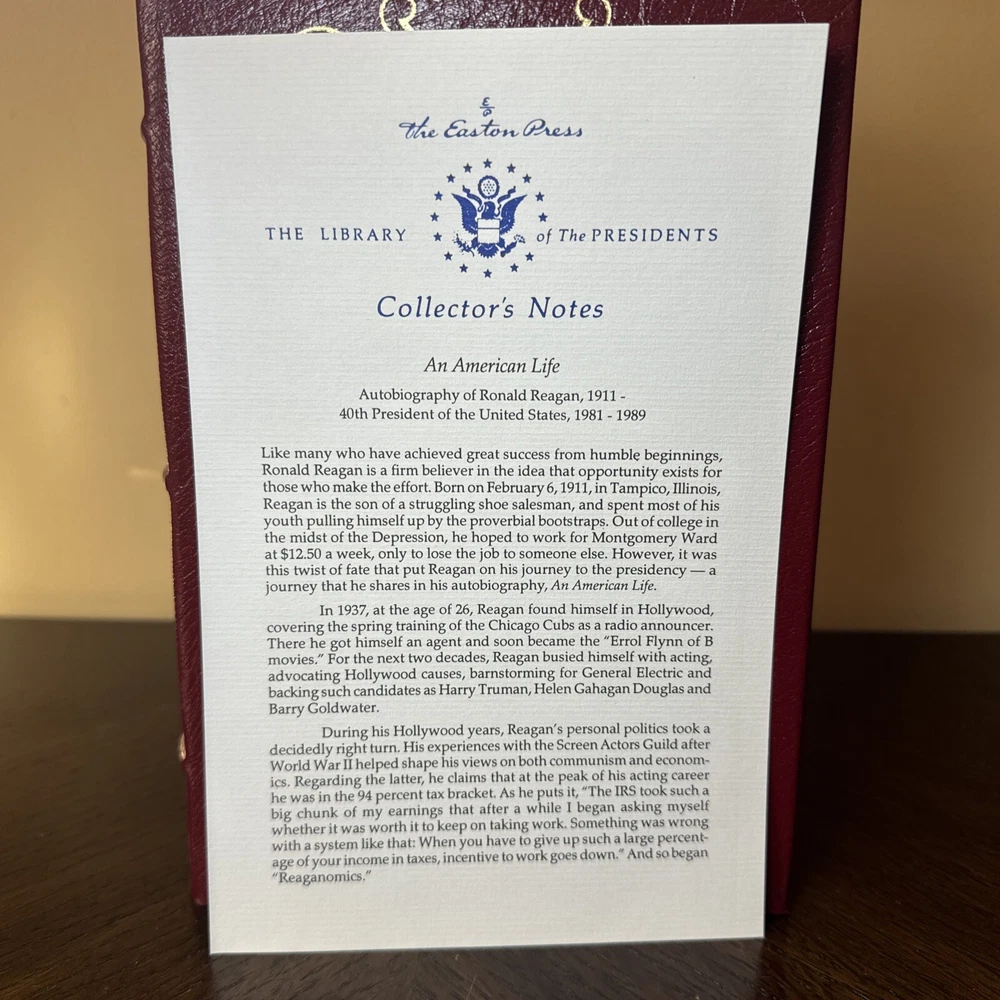 the Easton Press
THE LIBRARY of The PRESIDENTS
Collector's Notes
An American Life
Autobiography of Ronald Reagan, 1911 -
40th President of the United States, 1981 - 1989
Like many who have achieved great success from humble beginnings,
Ronald Reagan is a firm believer in the idea that opportunity exists for
those who make the effort. Born on February 6, 1911, in Tampico, Illinois,
Reagan is the son of a struggling shoe salesman, and spent most of his
youth pulling himself up by the proverbial bootstraps. Out of college in
the midst of the Depression, he hoped to work for Montgomery Ward
at $12.50 a week, only to lose the job to someone else. However, it was
this twist of fate that put Reagan on his journey to the presidency — a
journey that he shares in his autobiography, An American Life.
In 1937, at the age of 26, Reagan found himself in Hollywood,
covering the spring training of the Chicago Cubs as a radio announcer.
There he got himself an agent and soon became the “Errol Flynn of B
movies.” For the next two decades, Reagan busied himself with acting,
advocating Hollywood causes, barnstorming for General Electric and
backing such candidates as Harry Truman, Helen Gahagan Douglas and
Barry Goldwater.
During his Hollywood years, Reagan’s personal politics took a
decidedly right turn. His experiences with the Screen Actors Guild after
World War II helped shape his views on both communism and econom-
ics. Regarding the latter, he claims that at the peak of his acting career
he was in the 94 percent tax bracket. As he puts it, “The IRS took such a
big chunk of my earnings that after a while I began asking myself
whether it was worth it to keep on taking work. Something was wrong
with a system like that: When you have to give up such a large percent-
age of your income in taxes, incentive to work goes down.” And so began
“Reaganomics.”